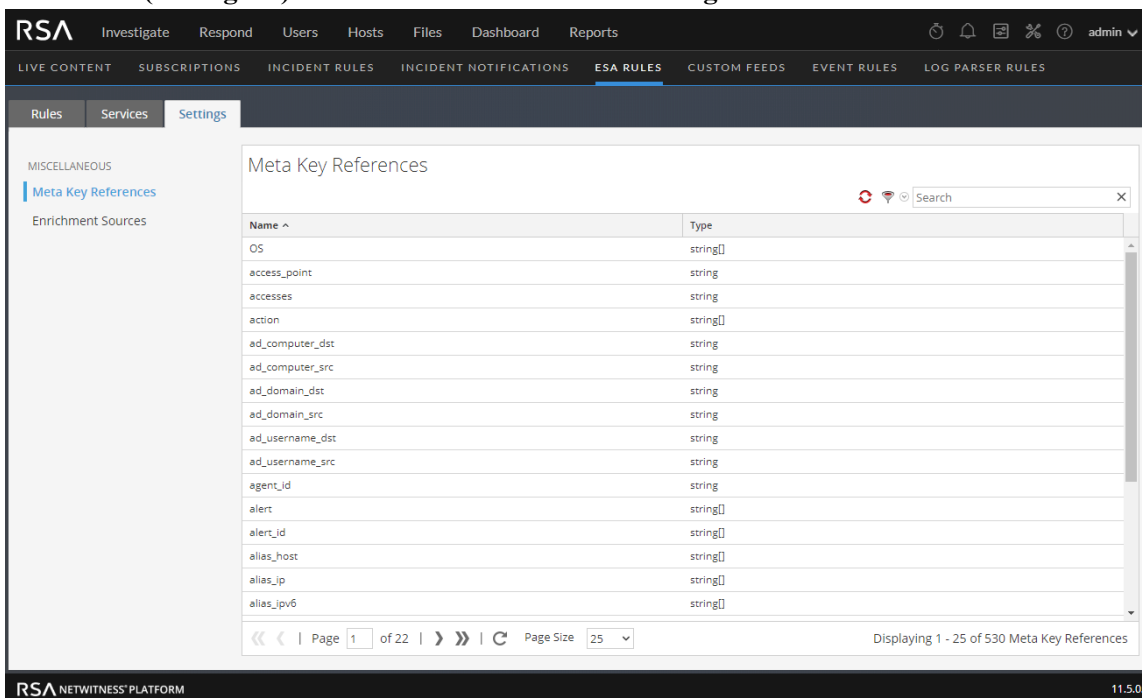 RSA Investigate Respond Users Hosts Files Dashboard Reports admin
LIVE CONTENT SUBSCRIPTIONS INCIDENT RULES INCIDENT NOTIFICATIONS ESA RULES CUSTOM FEEDS EVENT RULES LOG PARSER RULES
Rules Services Settings
MISCELLANEOUS
Meta Key References
Enrichment Sources
Meta Key References
Search
Name Type
OS string[]
access_point string
accesses string
action string[]
ad_computer_dst string
ad_computer_src string
ad_domain_dst string
ad_domain_src string
ad_username_dst string
ad_username_src string
agent_id string
alert string[]
alert_id string[]
alias_host string[]
alias_ip string[]
alias_ipv6 string[]
Page 1 of 22 Page Size 25 Displaying 1 - 25 of 530 Meta Key References
RSA NETWITNESS® PLATFORM 11.5.0